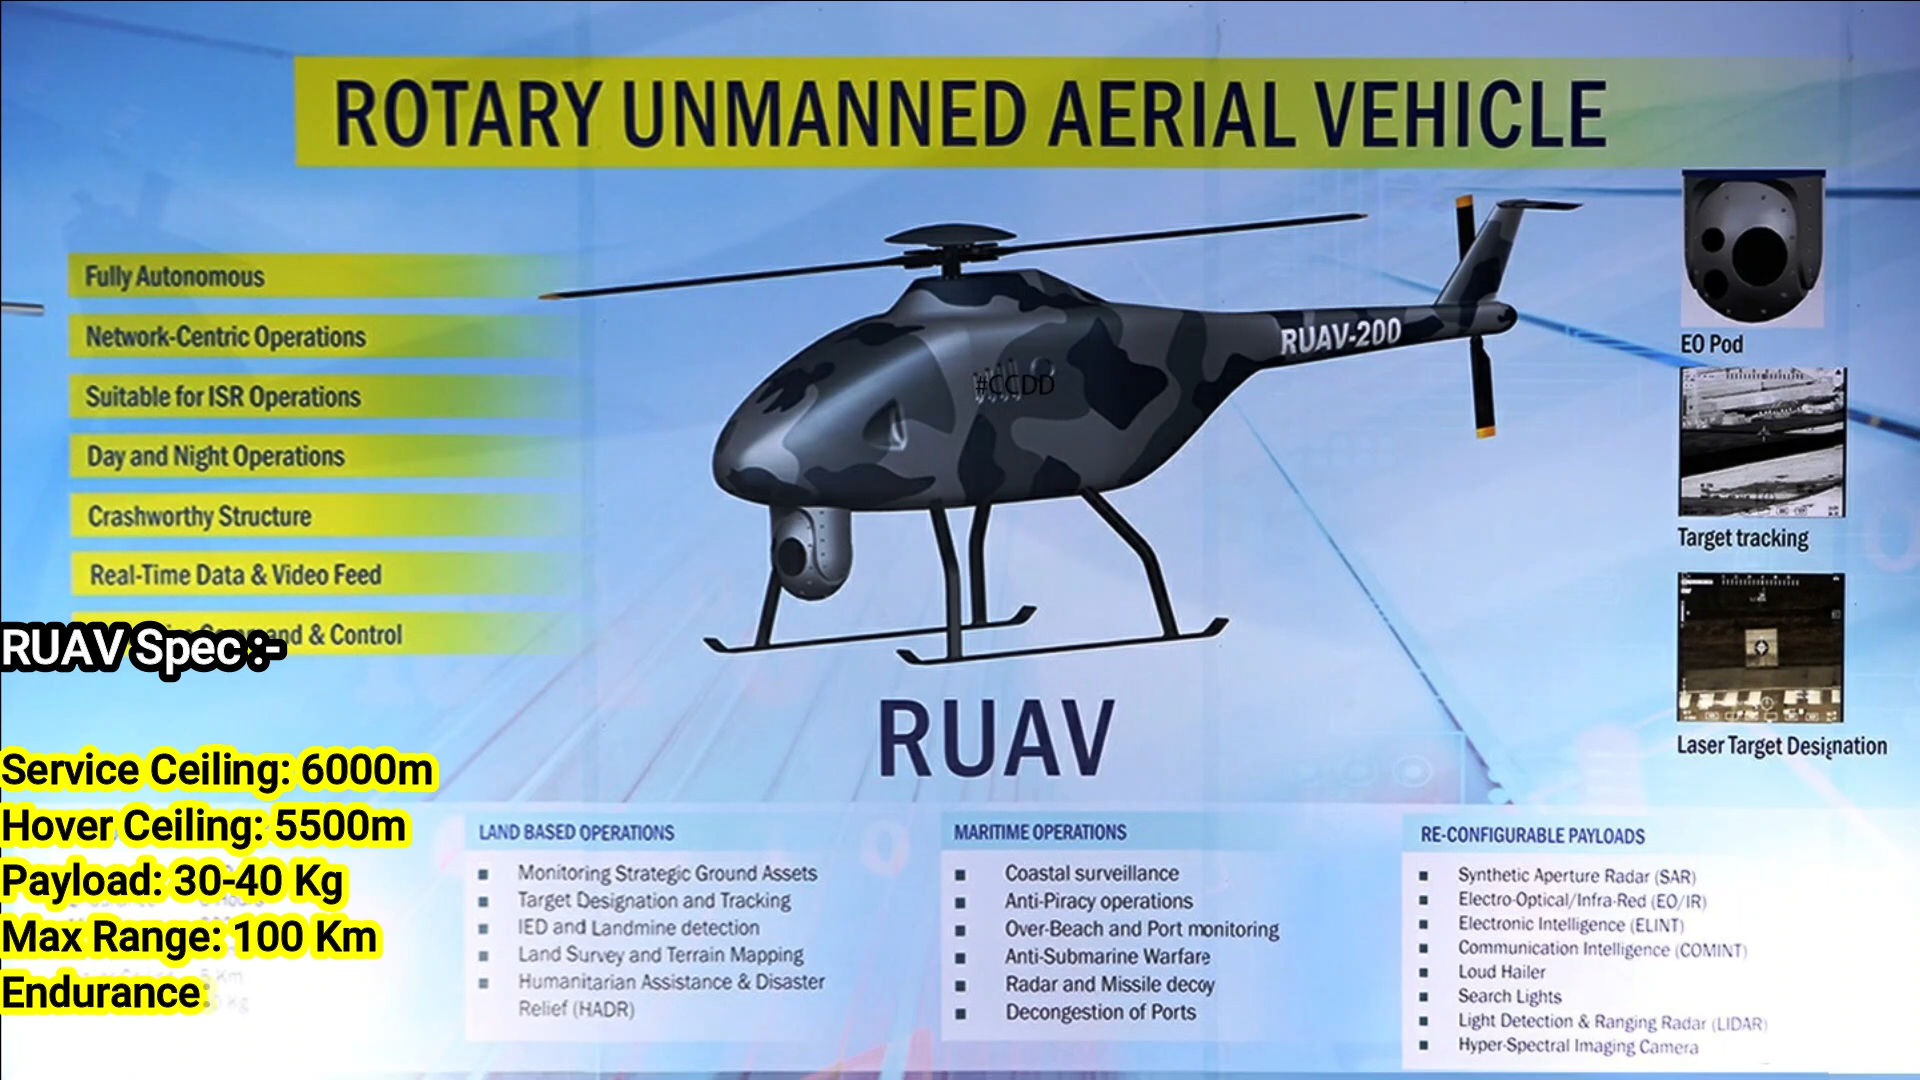 ROTARY UNMANNED AERIAL VEHICLE
Fully Autonomous
Network-Centric Operations
Suitable for ISR Operations
Day and Night Operations
Crashworthy Structure
Real-Time Data & Video Feed
& Control
RUAV-200
#CCDD
EO Pod
Target tracking
Laser Target Designation
RUAV
RUAV Spec :-
Service Ceiling: 6000m
Hover Ceiling: 5500m
Payload: 30-40 Kg
Max Range: 100 Km
Endurance:
LAND BASED OPERATIONS
Monitoring Strategic Ground Assets
Target Designation and Tracking
IED and Landmine detection
Land Survey and Terrain Mapping
Humanitarian Assistance & Disaster
Relief (HADR)
MARITIME OPERATIONS
Coastal surveillance
Anti-Piracy operations
Over-Beach and Port monitoring
Anti-Submarine Warfare
Radar and Missile decoy
Decongestion of Ports
RE-CONFIGURABLE PAYLOADS
Synthetic Aperture Radar (SAR)
Electro-Optical/Infra-Red (EO/IR)
Electronic Intelligence (ELINT)
Communication Intelligence (COMINT)
Loud Hailer
Search Lights
Light Detection & Ranging Radar (LIDAR)
Hyper-Spectral Imaging Camera